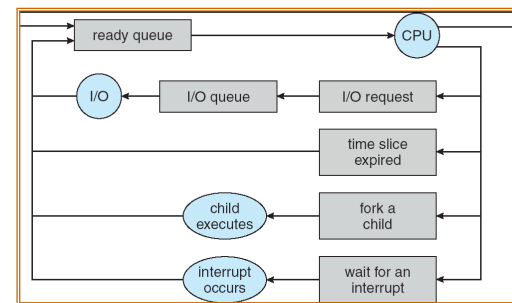 ready queue
CPU
I/O
I/O queue
I/O request
time slice
expired
child
executes
fork a
child
interrupt
occurs
wait for an
interrupt